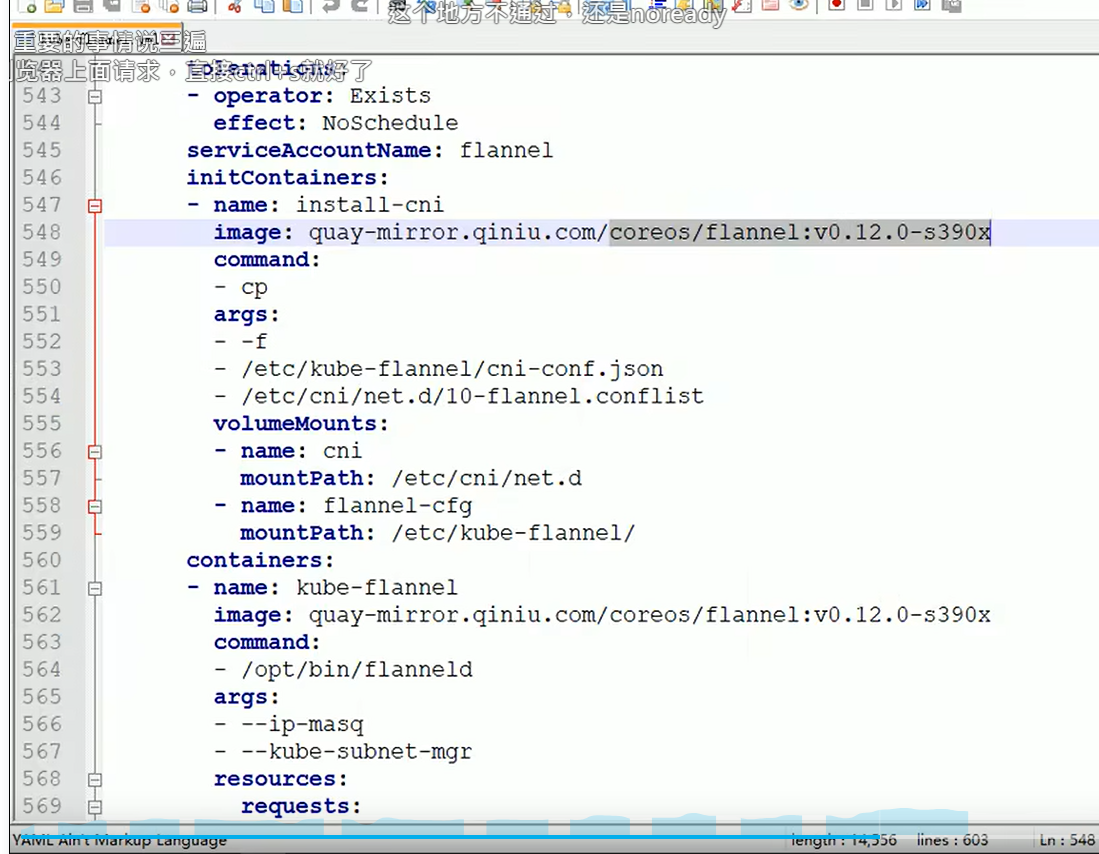 这个地方不通过，还是noready
重要的事情说三遍
览器上面请求，直接ctrl+s就好了
tolerations:
543 - operator: Exists
544 effect: NoSchedule
545 serviceAccountName: flannel
546 initContainers:
547 - name: install-cni
548 image: quay-mirror.qiniu.com/coreos/flannel:v0.12.0-s390x
549 command:
550 - cp
551 args:
552 - -f
553 - /etc/kube-flannel/cni-conf.json
554 - /etc/cni/net.d/10-flannel.conflist
555 volumeMounts:
556 - name: cni
557 mountPath: /etc/cni/net.d
558 - name: flannel-cfg
559 mountPath: /etc/kube-flannel/
560 containers:
561 - name: kube-flannel
562 image: quay-mirror.qiniu.com/coreos/flannel:v0.12.0-s390x
563 command:
564 - /opt/bin/flanneld
565 args:
566 - --ip-masq
567 - --kube-subnet-mgr
568 resources:
569 requests:
YAML Ain't Markup Language length : 14,556 lines : 603 Ln : 548